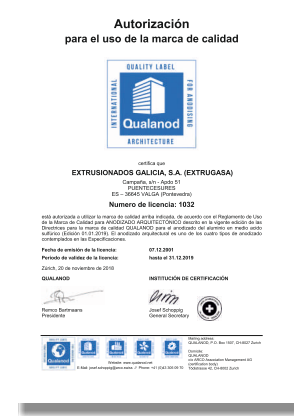 Autorización
para el uso de la marca de calidad
QUALITY LABEL
INTERNATIONAL
FOR ANODISING
Qualanod
ARCHITECTURE
certifica que
EXTRUSIONADOS GALICIA, S.A. (EXTRUGASA)
Campaña, s/n - Apdo 51
PUENTECESURES
ES – 36645 VALGA (Pontevedra)
Numero de licencia: 1032
está autorizada a utilizar la marca de calidad arriba indicada, de acuerdo con el Reglamento de Uso
de la Marca de Calidad para ANODIZADO ARQUITECTÓNICO descrito en la vigente edición de las
Directivas para la marca de calidad QUALANOD para el anodizado del aluminio en medio acido
sulfúrico (Edición 01.01.2019). El anodizado arquitectural es uno de los cuatro tipos de anodizado
contemplados en las Especificaciones.
Fecha de emisión de la licencia: 07.12.2001
Periodo de validez de la licencia: hasta el 31.12.2019
Zúrich, 20 de noviembre de 2018
QUALANOD INSTITUCIÓN DE CERTIFICACIÓN
Remco Bartmaans Josef Schoppig
Presidente General Secretary
Qualanod
Website: www.qualanod.net
Mailing address:
QUALANOD, P.O. Box 1507, CH-8027 Zurich
Domicile:
QUALANOD
c/o ARCO Association Management AG
(certification body)
Tödistrasse 42, CH-8002 Zurich